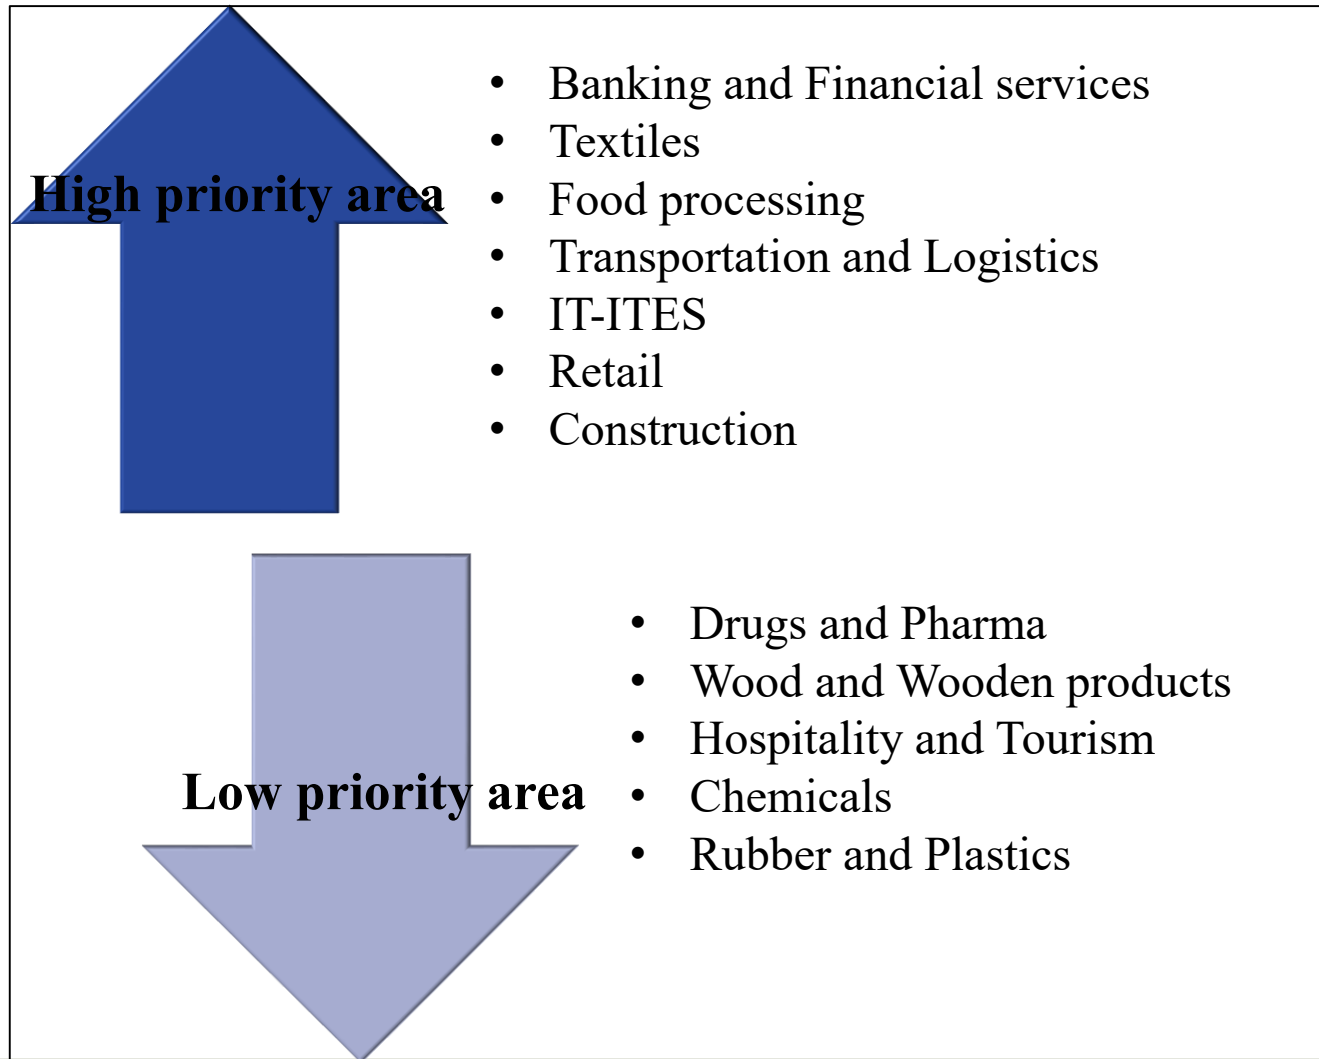 High priority area
• Banking and Financial services
• Textiles
• Food processing
• Transportation and Logistics
• IT-ITES
• Retail
• Construction
Low priority area
• Drugs and Pharma
• Wood and Wooden products
• Hospitality and Tourism
• Chemicals
• Rubber and Plastics